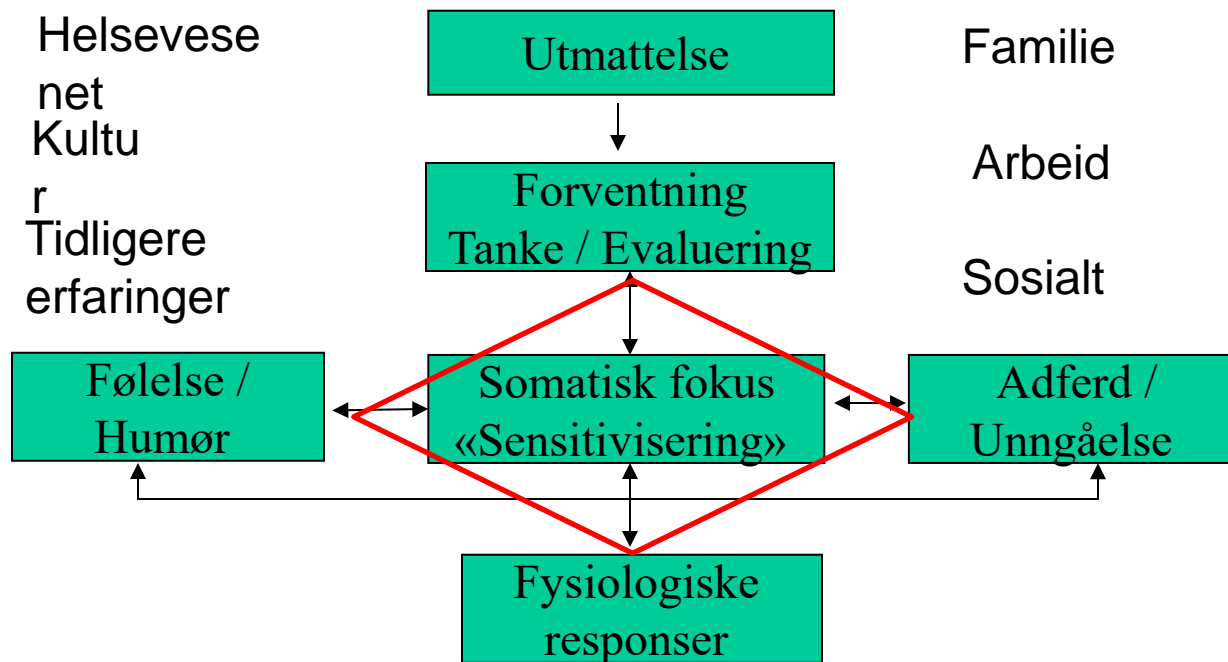 Helsevese
net
Kultu
r
Tidligere
erfaringer
Utmattelse
Forventning
Tanke / Evaluering
Familie
Arbeid
Sosialt
Følelse /
Humør
Somatisk fokus
«Sensitivisering»
Adferd /
Unngåelse
Fysiologiske
responser